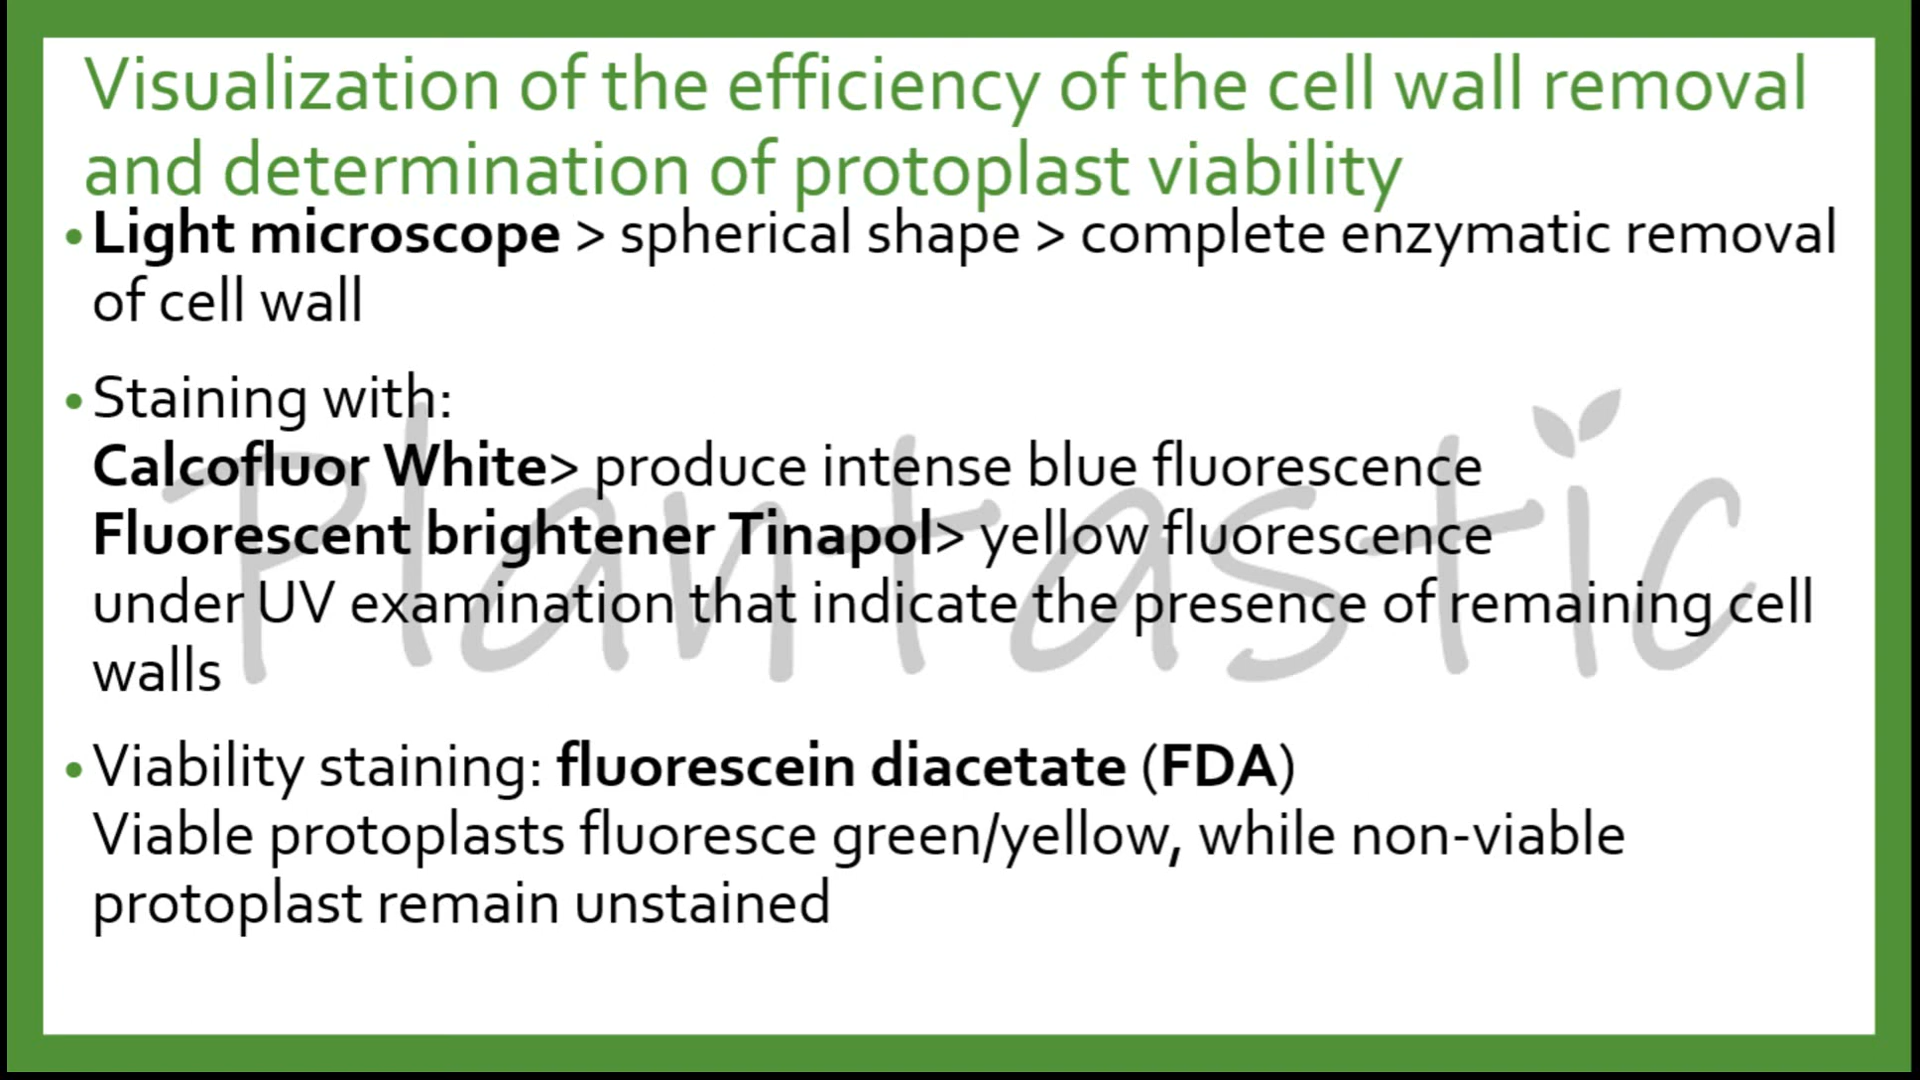 Visualization of the efficiency of the cell wall removal
and determination of protoplast viability
•Light microscope > spherical shape > complete enzymatic removal
of cell wall
•Staining with:
Calcofluor White> produce intense blue fluorescence
Fluorescent brightener Tinapol> yellow fluorescence
under UV examination that indicate the presence of remaining cell
walls
•Viability staining: fluorescein diacetate (FDA)
Viable protoplasts fluoresce green/yellow, while non-viable
protoplast remain unstained
Plantastic